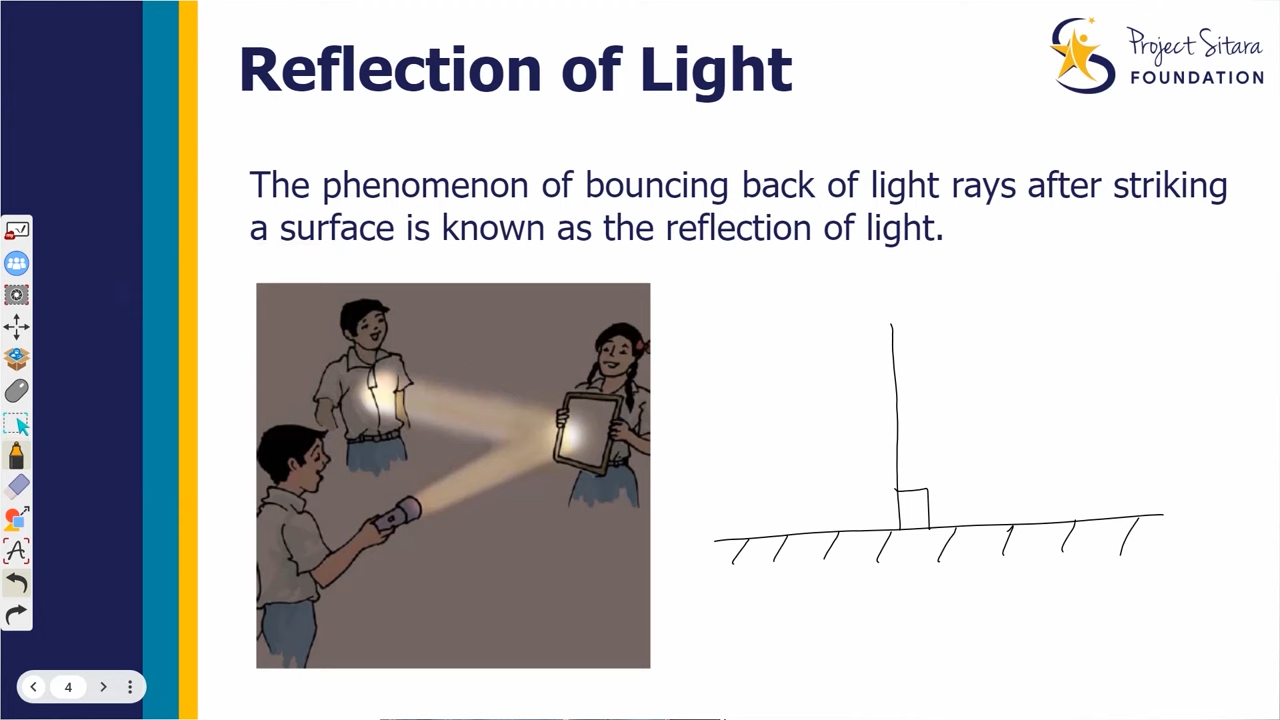 Reflection of Light
Project Sitara
FOUNDATION
The phenomenon of bouncing back of light rays after striking
a surface is known as the reflection of light.
4